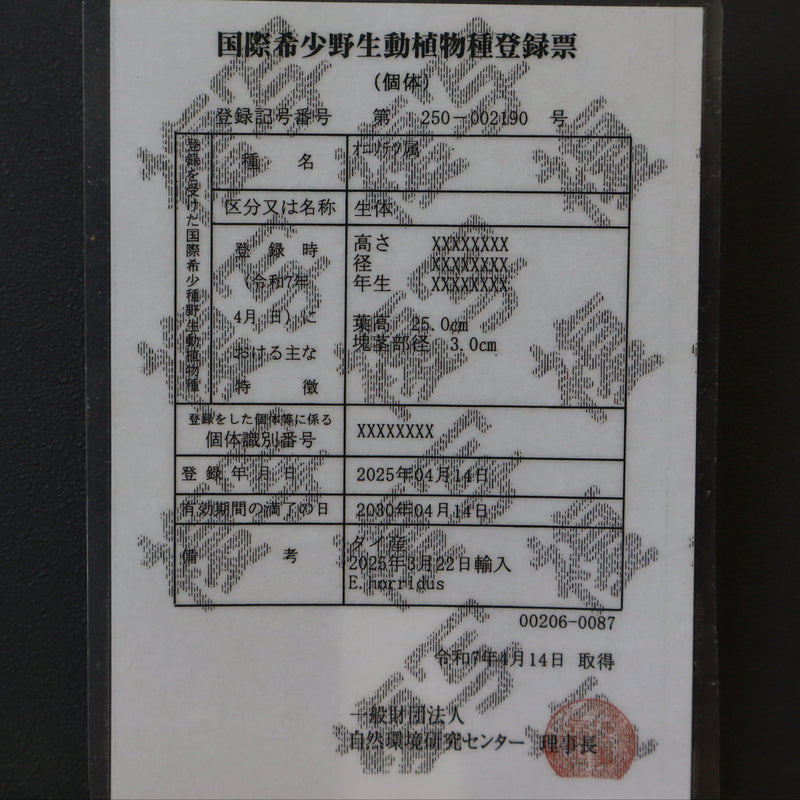 国際希少野生動植物種登録票
(個体)
登録記号番号 第 250-002190 号
登録を受けた国際希少種野生動植物種
種 名 ｵﾆｿﾃﾂ属
区分又は名称 生体
登録時
(令和7年
4月 日)に
おける主な
特徴
高さ XXXXXXXX
径 XXXXXXXX
年生 XXXXXXXX
葉高 25.0cm
塊茎部径 3.0cm
登録をした個体等に係る
個体識別番号 XXXXXXXX
登録年月日 2025年04月14日
有効期間の満了の日 2030年04月14日
備 考
タイ産
2025年3月22日輸入
E.horridus
00206-0087
令和7年4月14日 取得
一般財団法人
自然環境研究センター 理事長